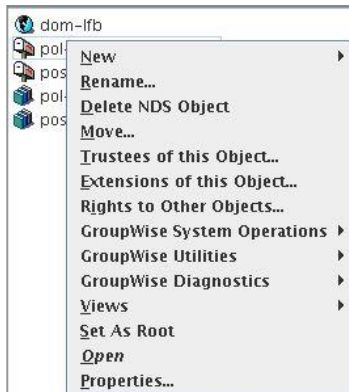 dom-lfb
pol-
pos
pol-
pos
New
Rename...
Delete NDS Object
Move...
Trustees of this Object...
Extensions of this Object...
Rights to Other Objects...
GroupWise System Operations
GroupWise Utilities
GroupWise Diagnostics
Views
Set As Root
Open
Properties...